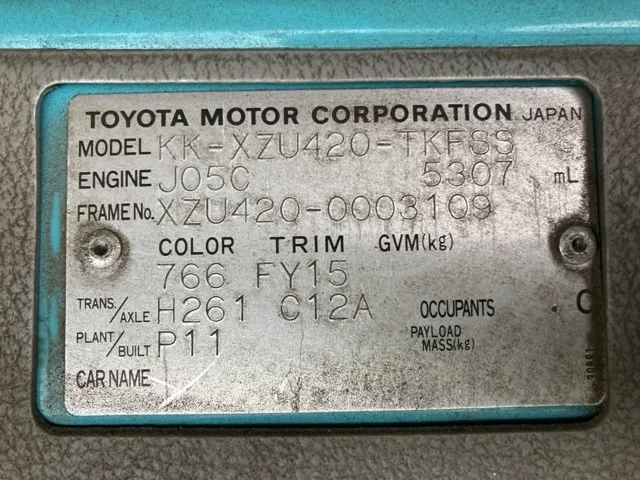 TOYOTA MOTOR CORPORATION JAPAN
MODEL KK-XZU420-TKFSS
ENGINE J05C 5307 mL
FRAME No. XZU420-0003109
COLOR TRIM GVM(kg)
766 FY15
TRANS./AXLE H261 C12A OCCUPANTS C
PLANT/BUILT P11 PAYLOAD MASS(kg)
CAR NAME